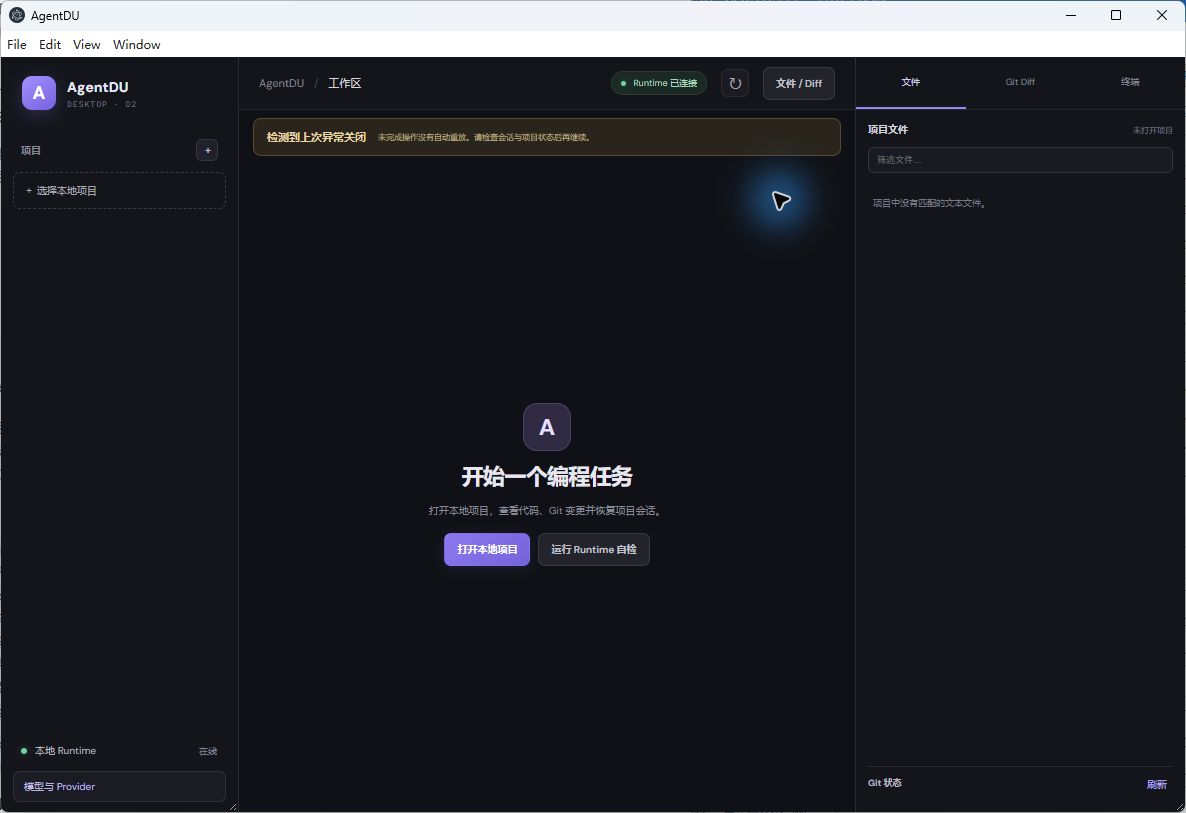 AgentDU
File Edit View Window
A
AgentDU
DESKTOP · D2
项目
+
+ 选择本地项目
本地 Runtime
在线
模型与 Provider
AgentDU / 工作区
Runtime 已连接
↻
文件 / Diff
检测到上次异常关闭 未完成操作没有自动重放。请检查会话与项目状态后再继续。
A
开始一个编程任务
打开本地项目，查看代码、Git 变更并恢复项目会话。
打开本地项目
运行 Runtime 自检
文件 Git Diff 终端
项目文件 未打开项目
筛选文件...
项目中没有匹配的文本文件。
Git 状态 刷新